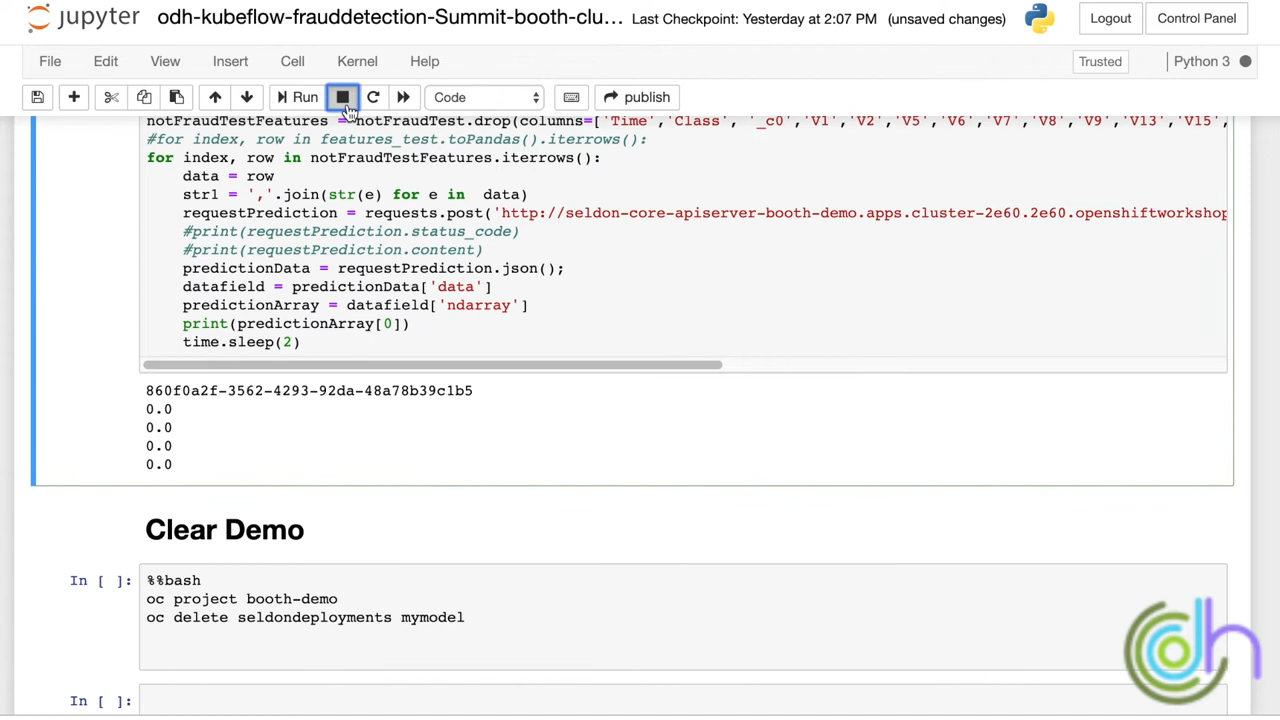 jupyter odh-kubeflow-frauddetection-Summit-booth-clu... Last Checkpoint: Yesterday at 2:07 PM (unsaved changes) Logout Control Panel
File Edit View Insert Cell Kernel Help Trusted Python 3
Run Code publish
notFraudTestFeatures = notFraudTest.drop(columns=['Time','Class', '_c0','V1','V2','V5','V6','V7','V8','V9','V13','V15',
#for index, row in features_test.toPandas().iterrows():
for index, row in notFraudTestFeatures.iterrows():
data = row
str1 = ','.join(str(e) for e in data)
requestPrediction = requests.post('http://seldon-core-apiserver-booth-demo.apps.cluster-2e60.2e60.openshiftworkshop
#print(requestPrediction.status_code)
#print(requestPrediction.content)
predictionData = requestPrediction.json();
datafield = predictionData['data']
predictionArray = datafield['ndarray']
print(predictionArray[0])
time.sleep(2)
860f0a2f-3562-4293-92da-48a78b39c1b5
0.0
0.0
0.0
0.0
Clear Demo
In [ ]: %%bash
oc project booth-demo
oc delete seldondeployments mymodel
In [ ]:
odh